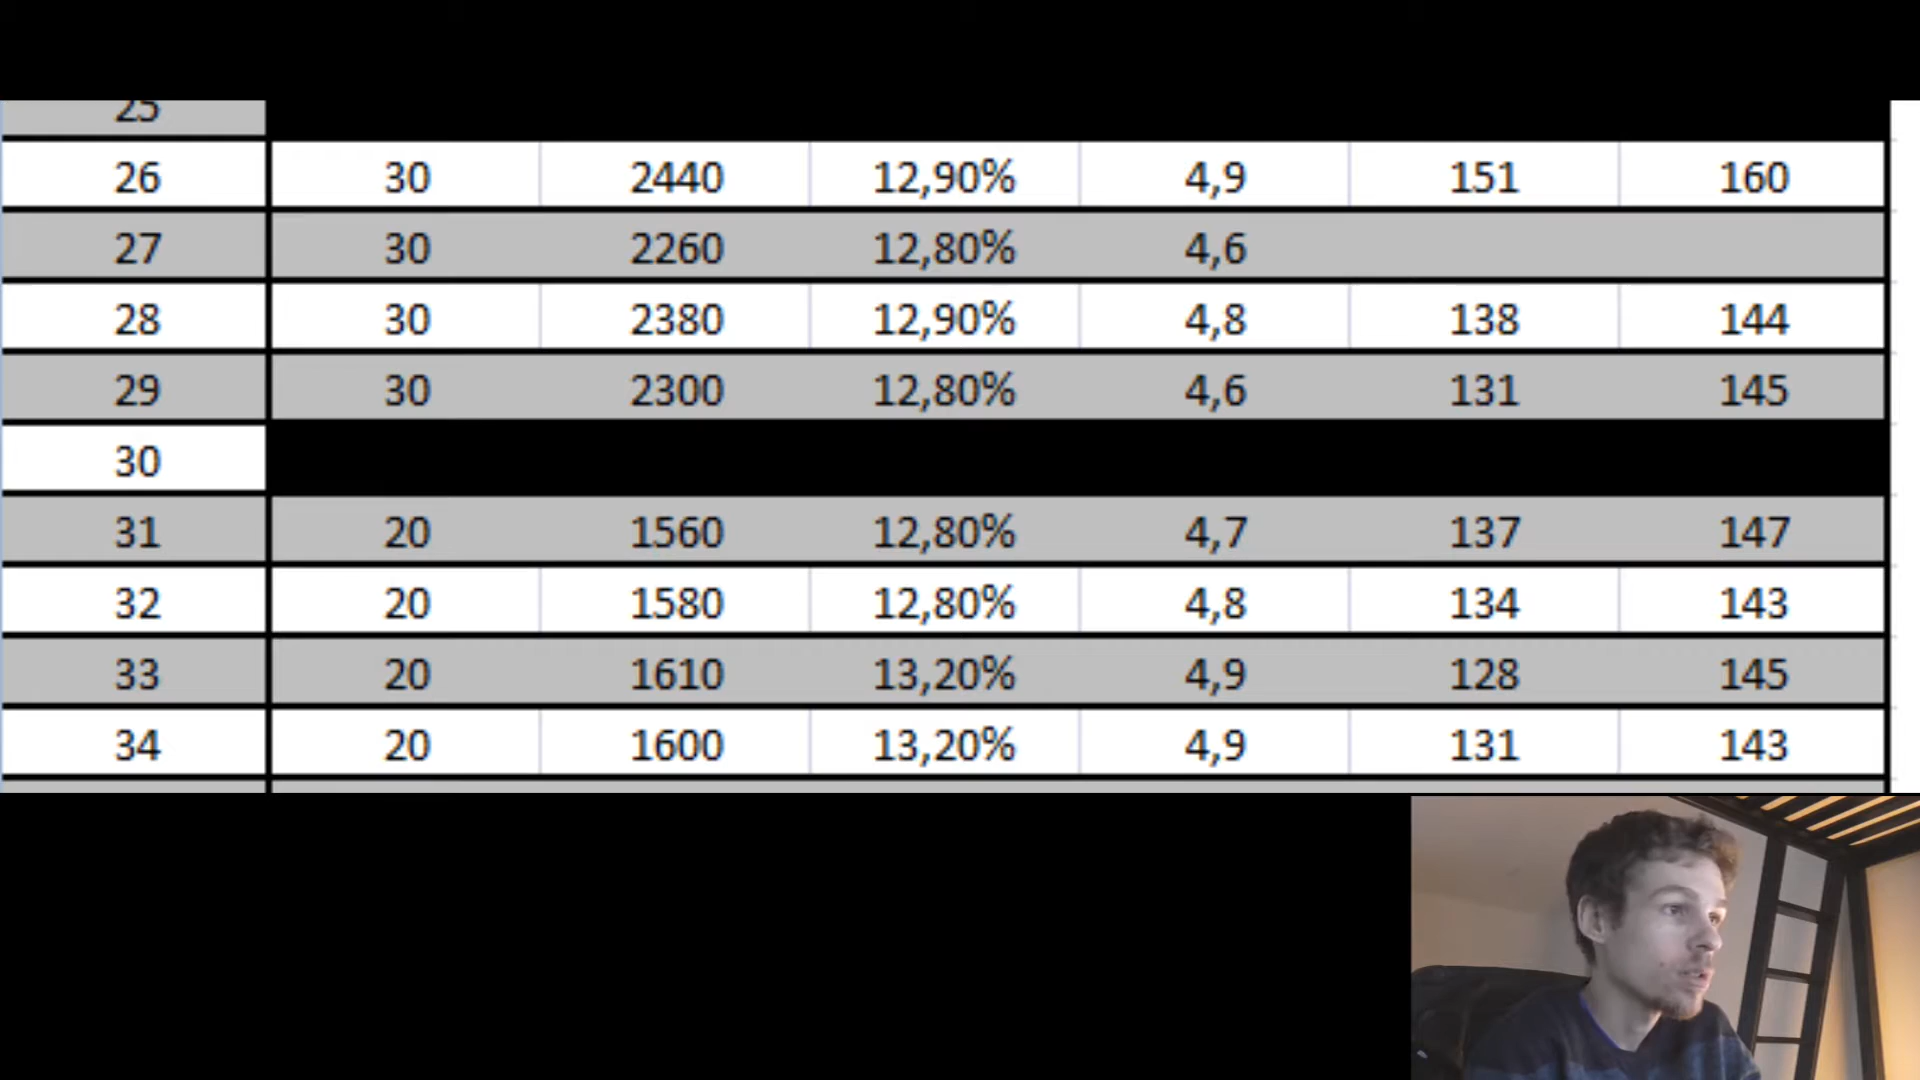 25
26 30 2440 12,90% 4,9 151 160
27 30 2260 12,80% 4,6
28 30 2380 12,90% 4,8 138 144
29 30 2300 12,80% 4,6 131 145
30
31 20 1560 12,80% 4,7 137 147
32 20 1580 12,80% 4,8 134 143
33 20 1610 13,20% 4,9 128 145
34 20 1600 13,20% 4,9 131 143